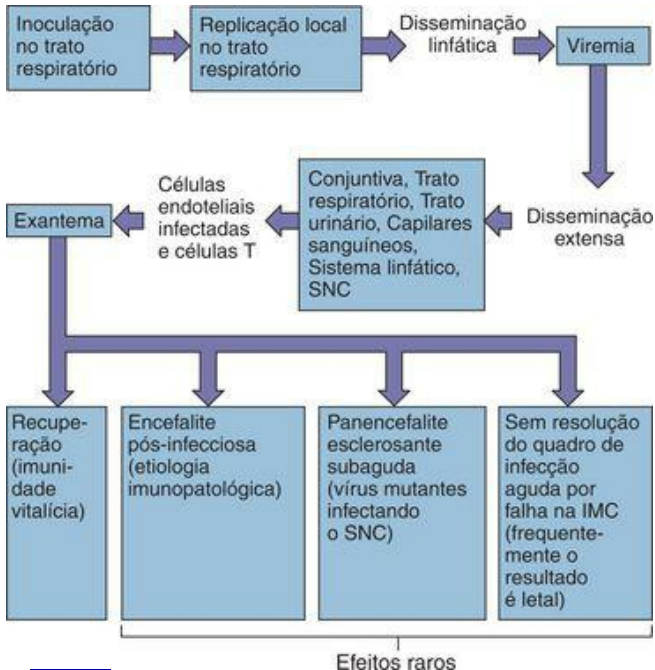 Inoculação
no trato
respiratório
Replicação local
no trato
respiratório
Disseminação
linfática
Viremia
Disseminação
extensa
Conjuntiva, Trato
respiratório, Trato
urinário, Capilares
sanguíneos,
Sistema linfático,
SNC
Células
endoteliais
infectadas
e células T
Exantema
Recupe-
ração
(imuni-
dade
vitalícia)
Encefalite
pós-infecciosa
(etiologia
imunopatológica)
Panencefalite
esclerosante
subaguda
(vírus mutantes
infectando
o SNC)
Sem resolução
do quadro de
infecção
aguda por
falha na IMC
(frequente-
mente o
resultado
é letal)
Efeitos raros